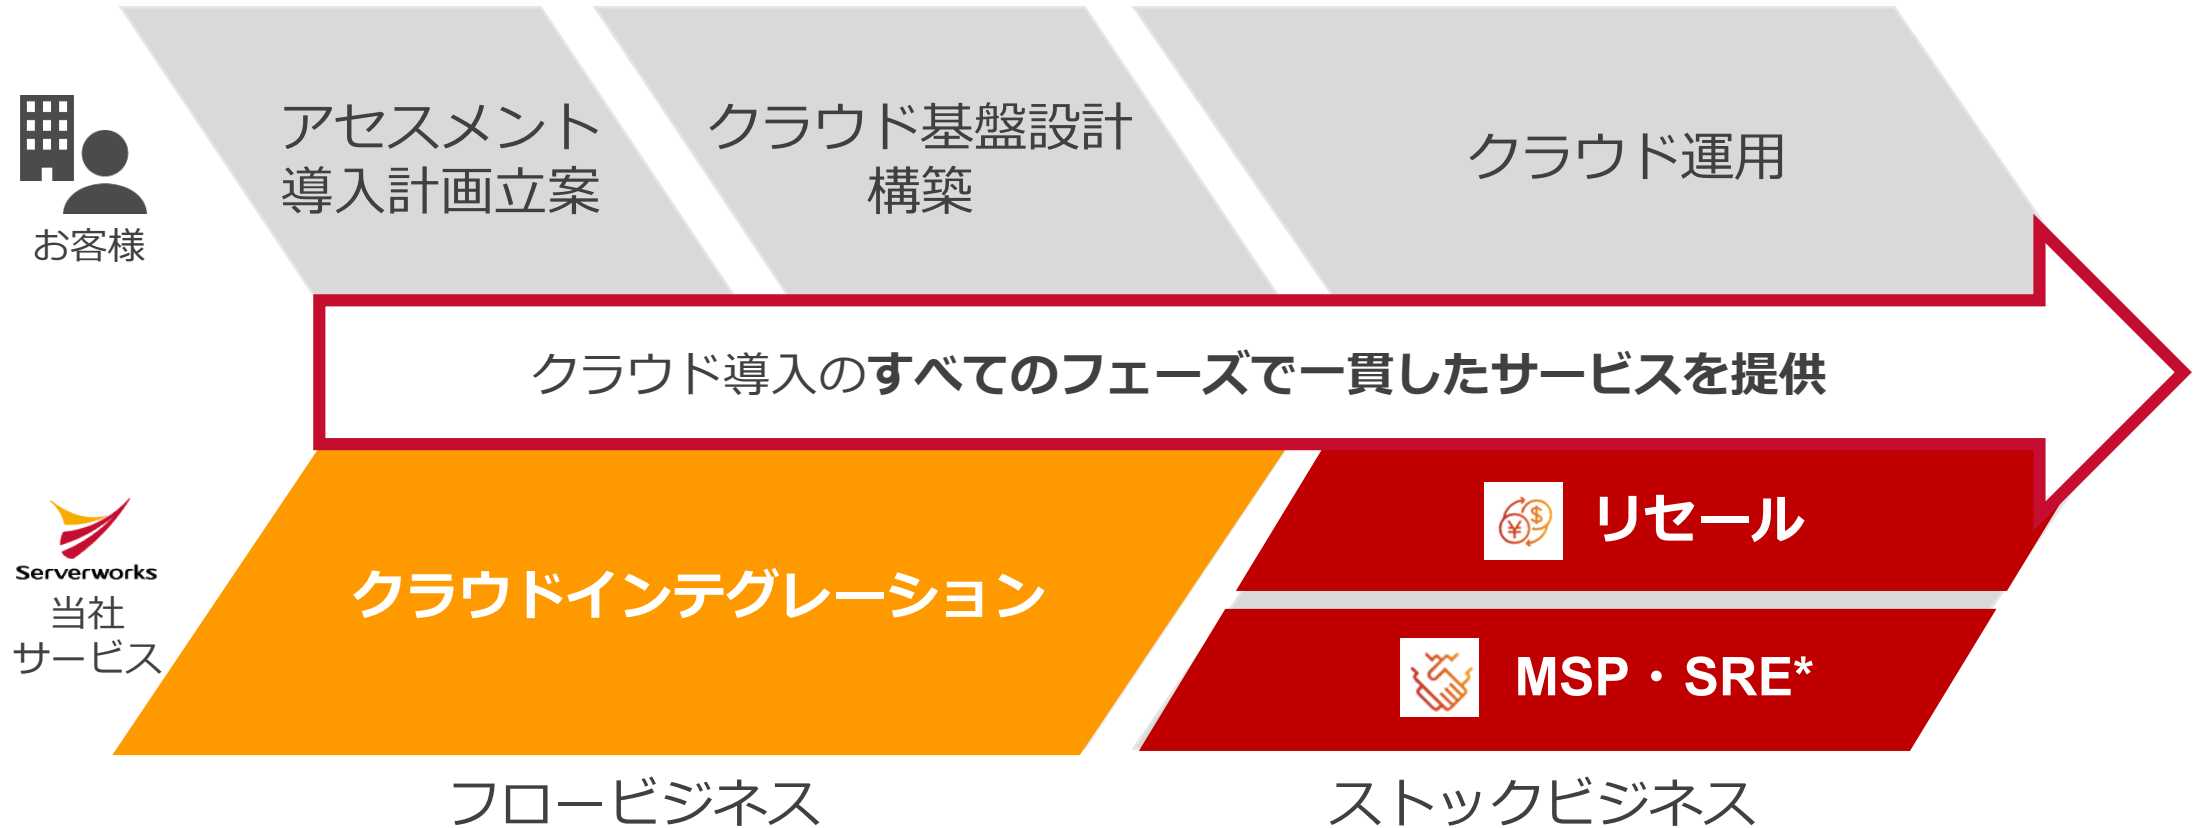 アセスメント
導入計画立案
クラウド基盤設計
構築
クラウド運用
お客様
クラウド導入のすべてのフェーズで一貫したサービスを提供
Serverworks
当社
サービス
クラウドインテグレーション
¥ $
リセール
MSP・SRE*
フロービジネス
ストックビジネス